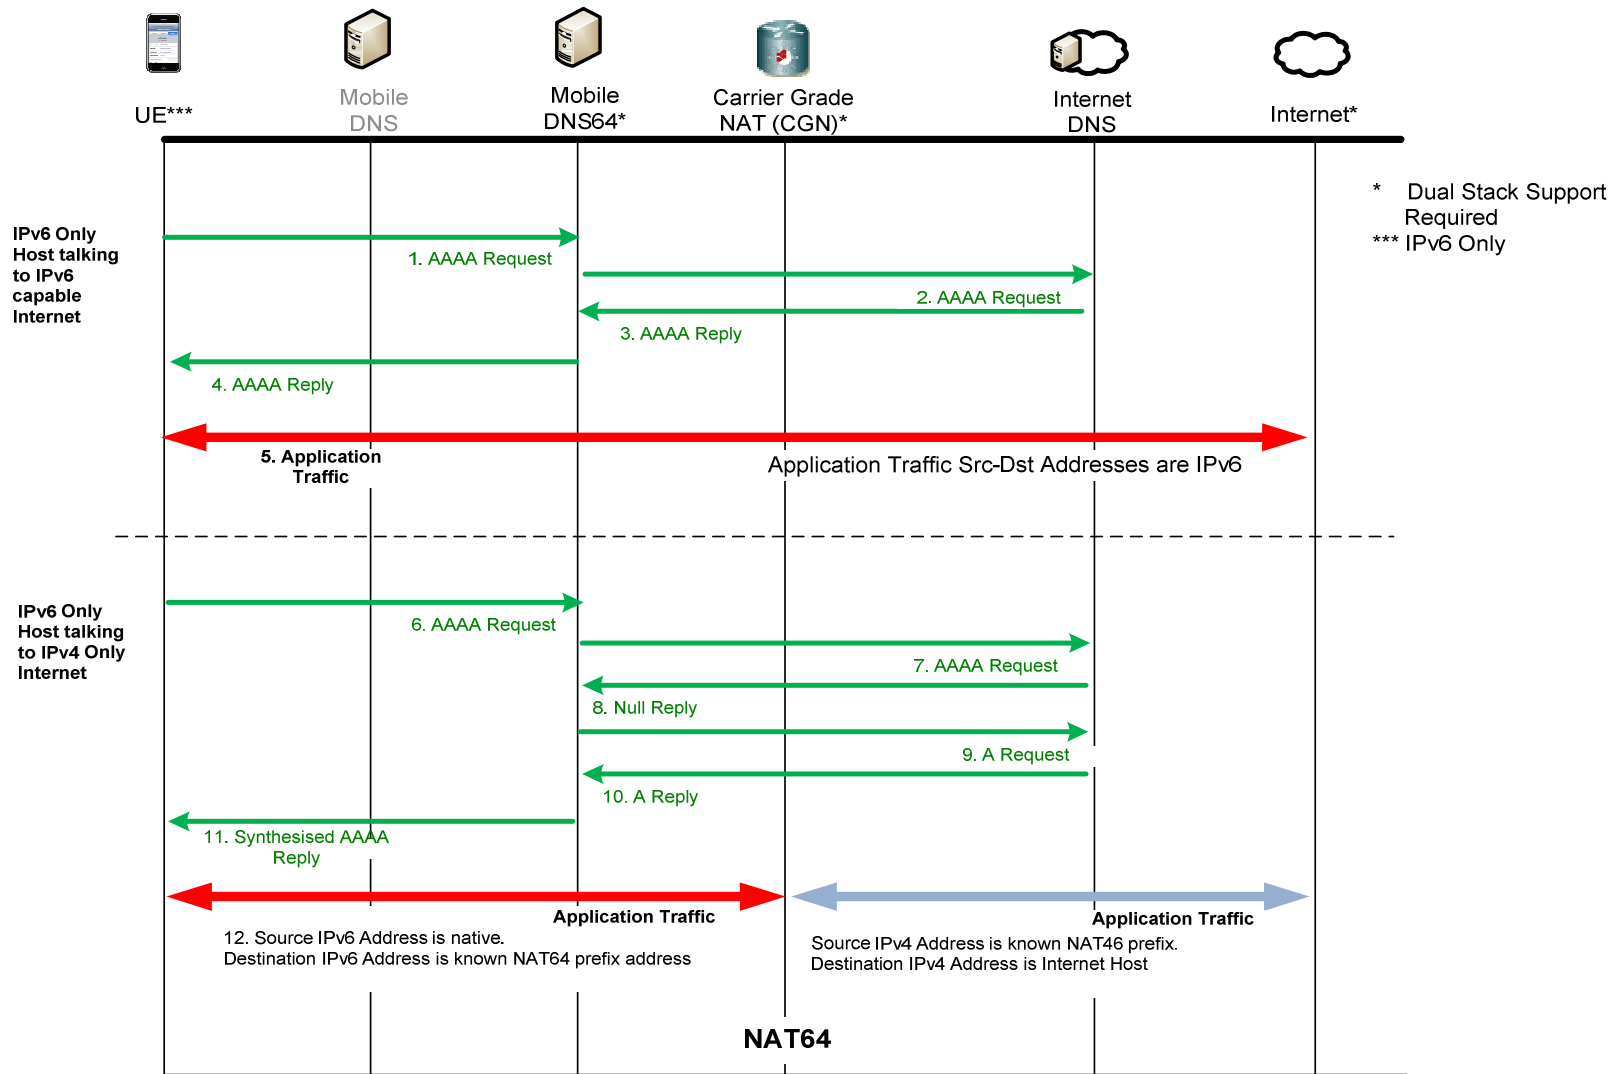 UE***
Mobile
DNS
Mobile
DNS64*
Carrier Grade
NAT (CGN)*
Internet
DNS
Internet*
* Dual Stack Support
Required
*** IPv6 Only
IPv6 Only
Host talking
to IPv6
capable
Internet
1. AAAA Request
2. AAAA Request
3. AAAA Reply
4. AAAA Reply
5. Application
Traffic
Application Traffic Src-Dst Addresses are IPv6
IPv6 Only
Host talking
to IPv4 Only
Internet
6. AAAA Request
7. AAAA Request
8. Null Reply
9. A Request
10. A Reply
11. Synthesised AAAA
Reply
Application Traffic
12. Source IPv6 Address is native.
Destination IPv6 Address is known NAT64 prefix address
Application Traffic
Source IPv4 Address is known NAT46 prefix.
Destination IPv4 Address is Internet Host
NAT64